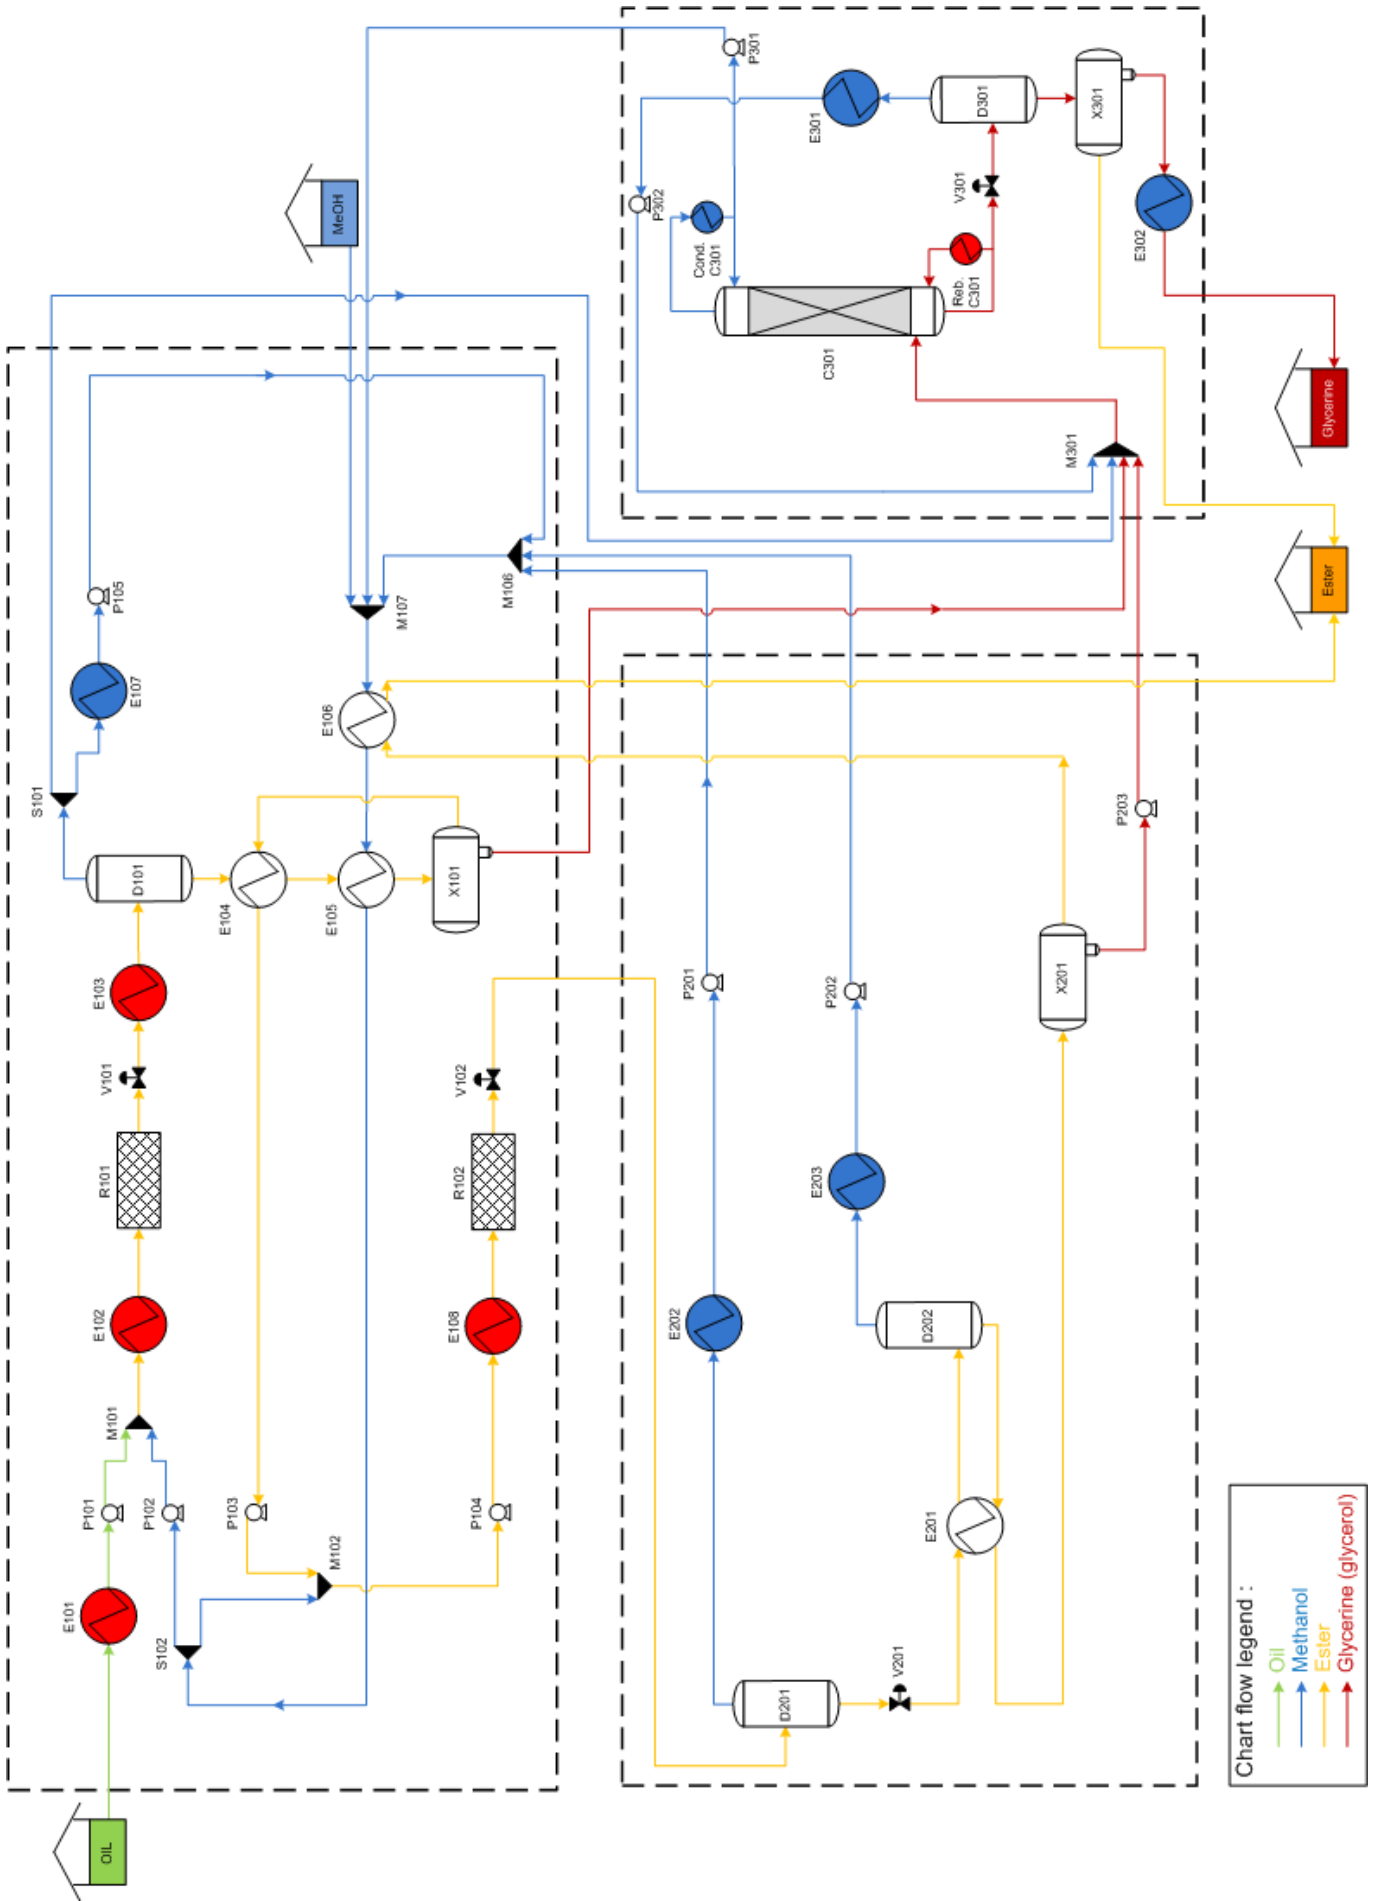 OIL
E101
P101
P102
S102
M101
E102
R101
V101
E103
D101
S101
E107
P105
E104
E105
E106
X101
P103
M102
P104
E108
R102
V102
M107
M106
MeOH
D201
V201
E201
E202
D202
E203
P201
P202
X201
P203
M301
C301
Cond.
C301
Reb.
C301
P301
P302
V301
E301
D301
X301
E302
Glycerine
Ester
Chart flow legend :
Oil
Methanol
Ester
Glycerine (glycerol)